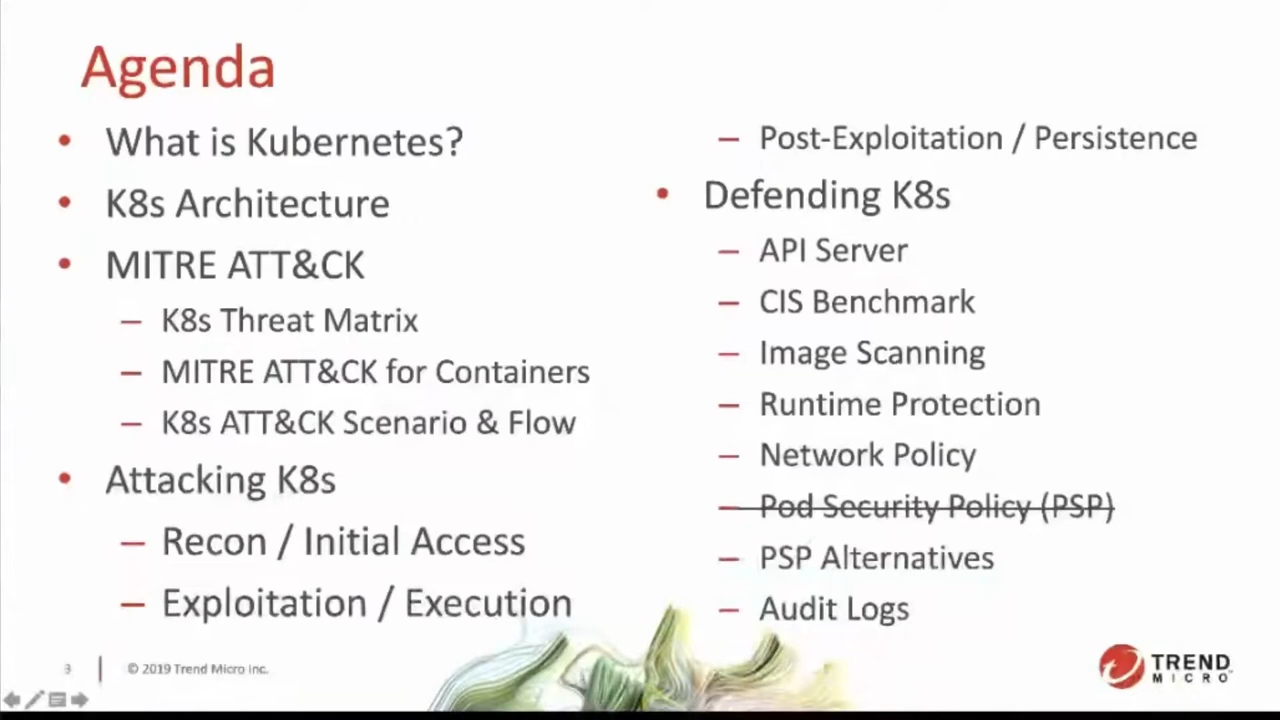 Agenda
• What is Kubernetes?
• K8s Architecture
• MITRE ATT&CK
– K8s Threat Matrix
– MITRE ATT&CK for Containers
– K8s ATT&CK Scenario & Flow
• Attacking K8s
– Recon / Initial Access
– Exploitation / Execution
– Post-Exploitation / Persistence
• Defending K8s
– API Server
– CIS Benchmark
– Image Scanning
– Runtime Protection
– Network Policy
– Pod Security Policy (PSP)
– PSP Alternatives
– Audit Logs
3
© 2019 Trend Micro Inc.
TREND
MICRO